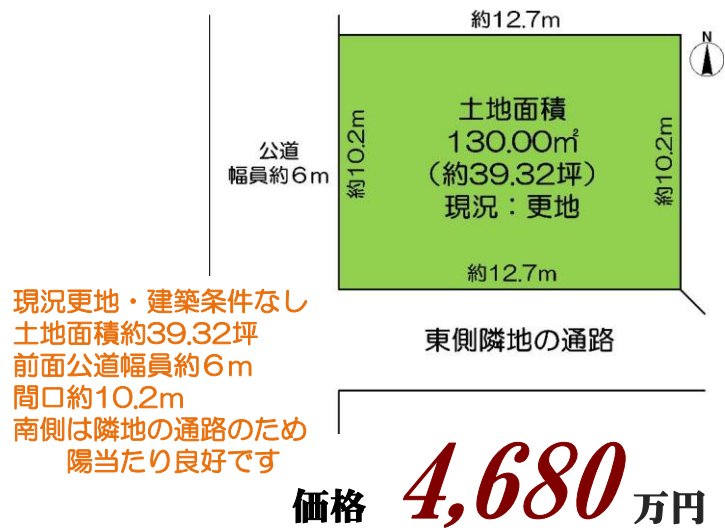 約12.7m
N
土地面積
130.00㎡
(約39.32坪)
現況：更地
約10.2m
約10.2m
公道
幅員約6m
約12.7m
東側隣地の通路
現況更地・建築条件なし
土地面積約39.32坪
前面公道幅員約6m
間口約10.2m
南側は隣地の通路のため
陽当たり良好です
価格 4,680万円